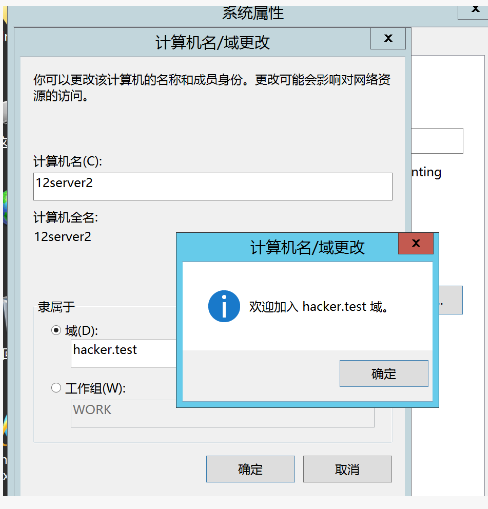 系统属性
x
计算机名/域更改
x
你可以更改该计算机的名称和成员身份。更改可能会影响对网络资
源的访问。
计算机名(C):
12server2
nting
计算机全名:
12server2
计算机名/域更改
x
欢迎加入 hacker.test 域。
确定
隶属于
域(D):
hacker.test
工作组(W):
WORK
确定
取消